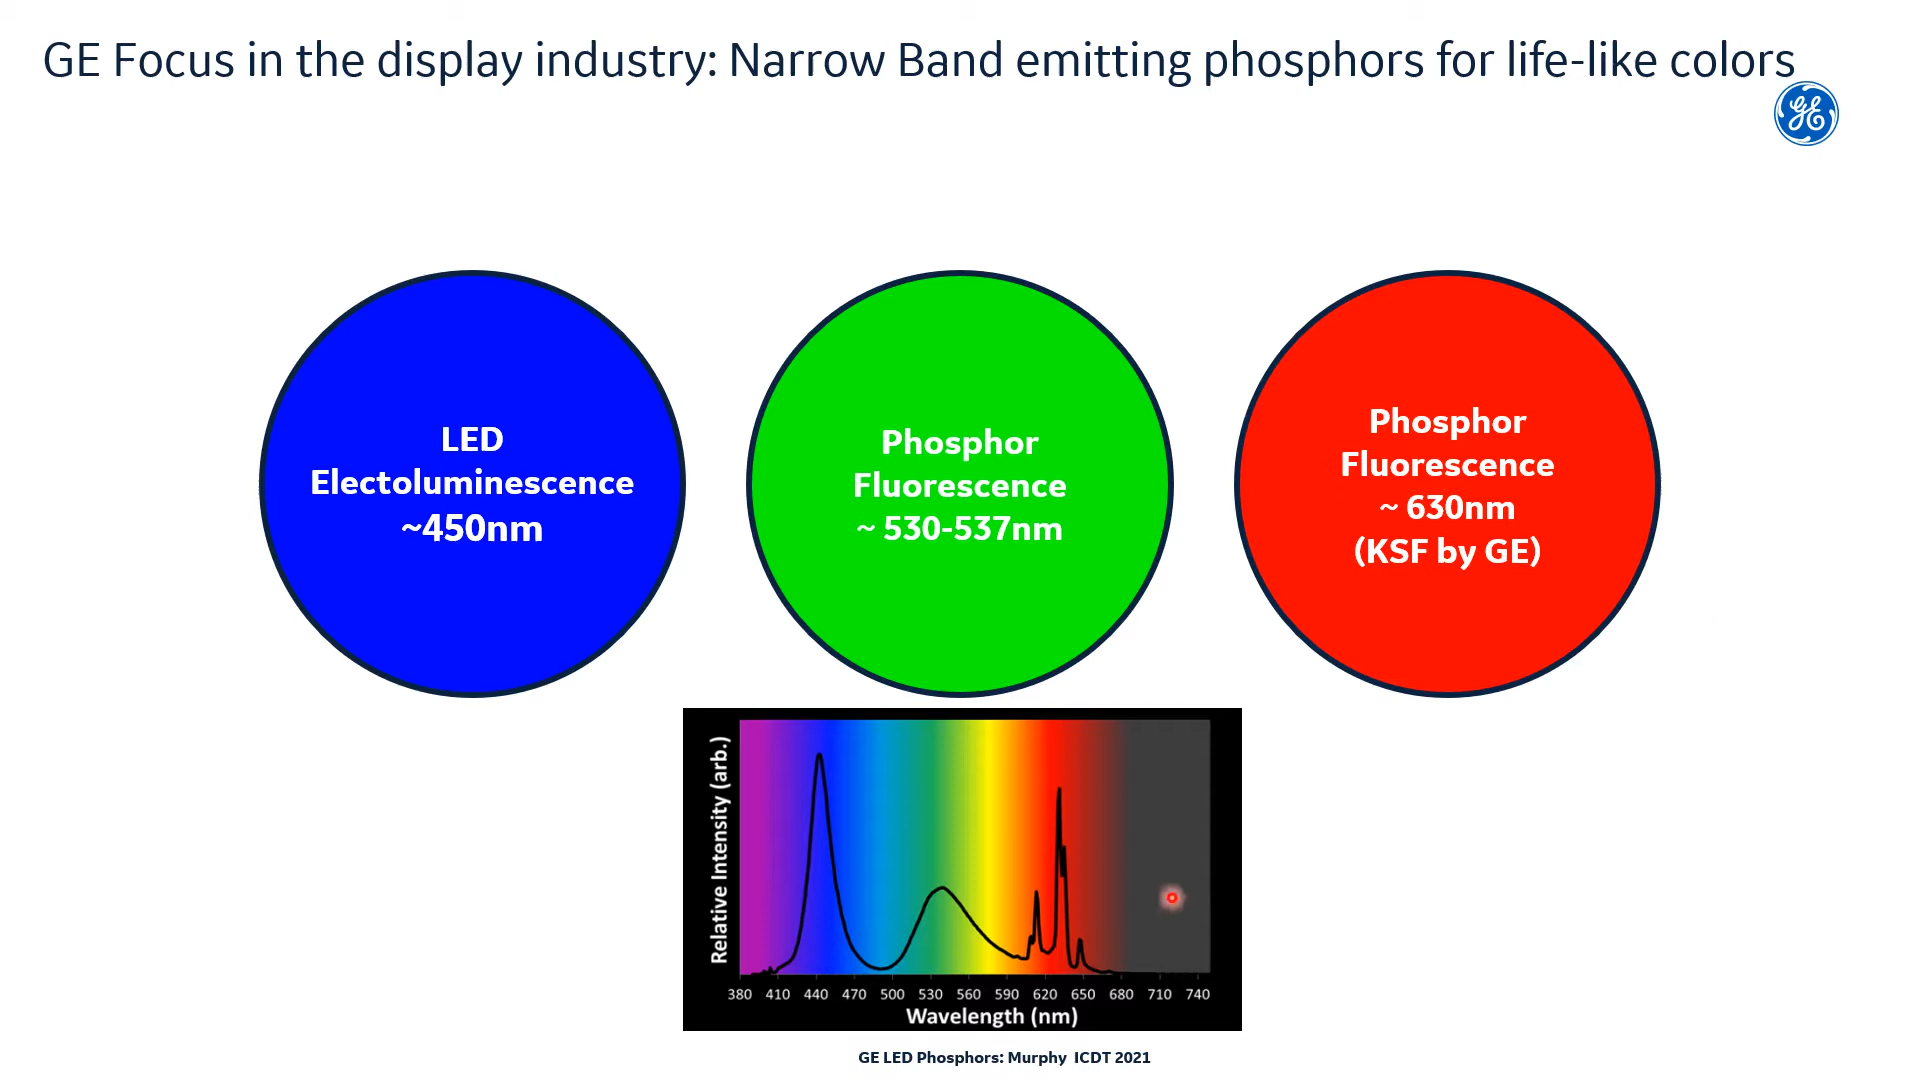 GE Focus in the display industry: Narrow Band emitting phosphors for life-like colors
GE
LED
Electoluminescence
~450nm
Phosphor
Fluorescence
~ 530-537nm
Phosphor
Fluorescence
~ 630nm
(KSF by GE)
Relative Intensity (arb.)
380 410 440 470 500 530 560 590 620 650 680 710 740
Wavelength (nm)
GE LED Phosphors: Murphy ICDT 2021